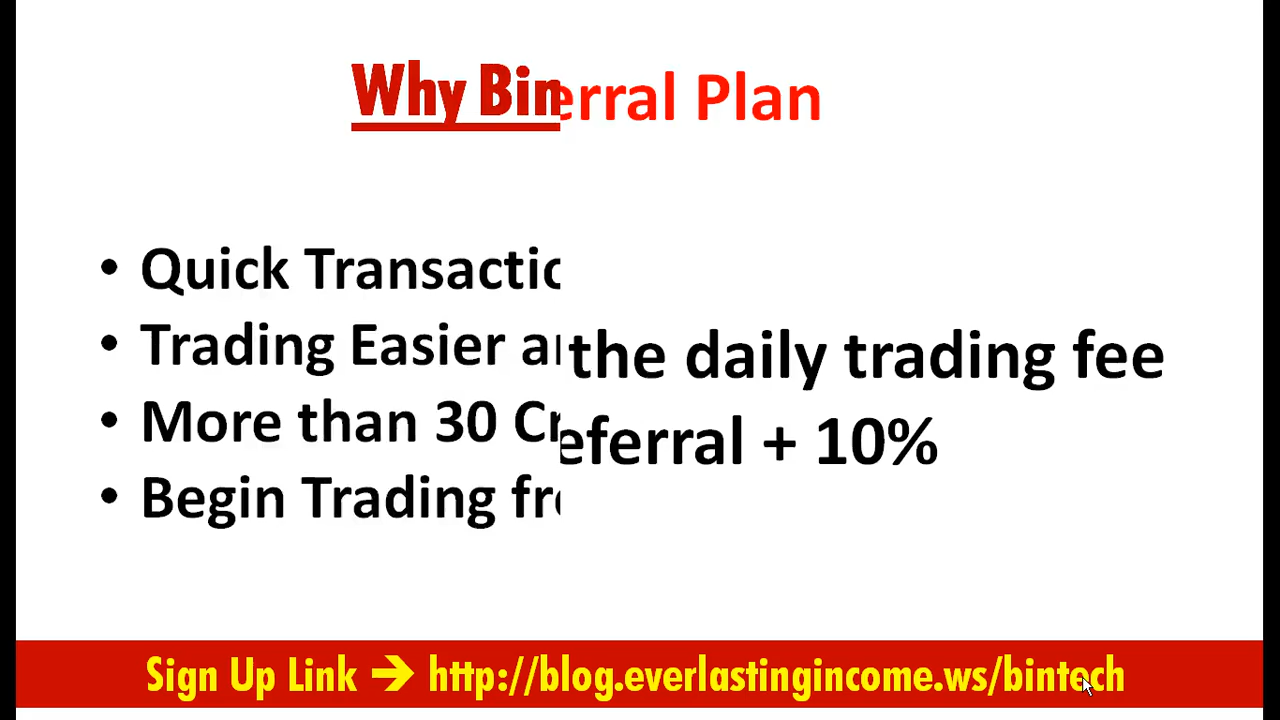 Why Bin erral Plan
• Quick Transactio
• Trading Easier a the daily trading fee
• More than 30 Cr eferral + 10%
• Begin Trading fr
Sign Up Link ➔ http://blog.everlastingincome.ws/bintech